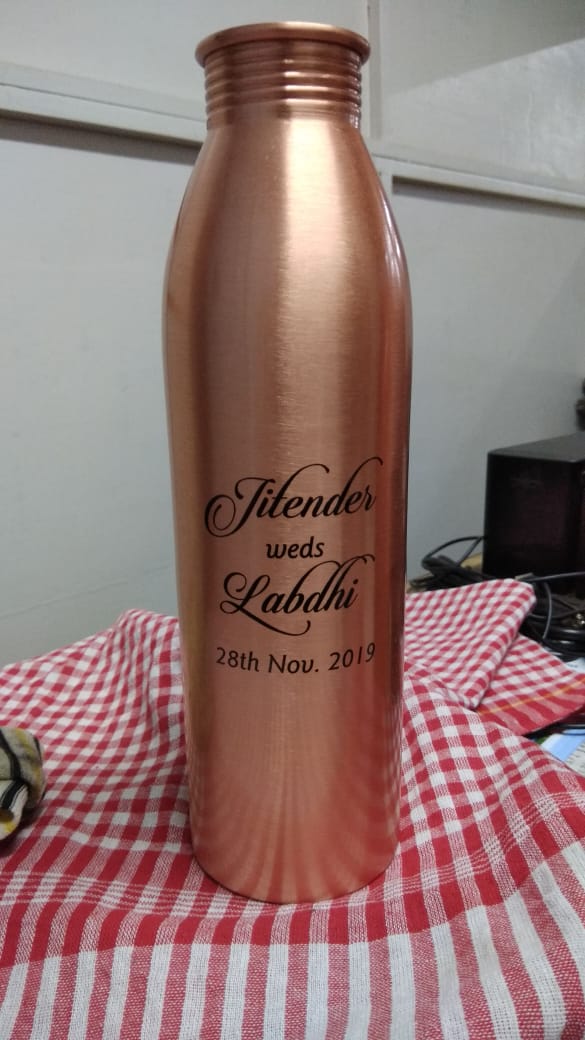 Jitender
weds
Labdhi
28th Nov. 2019